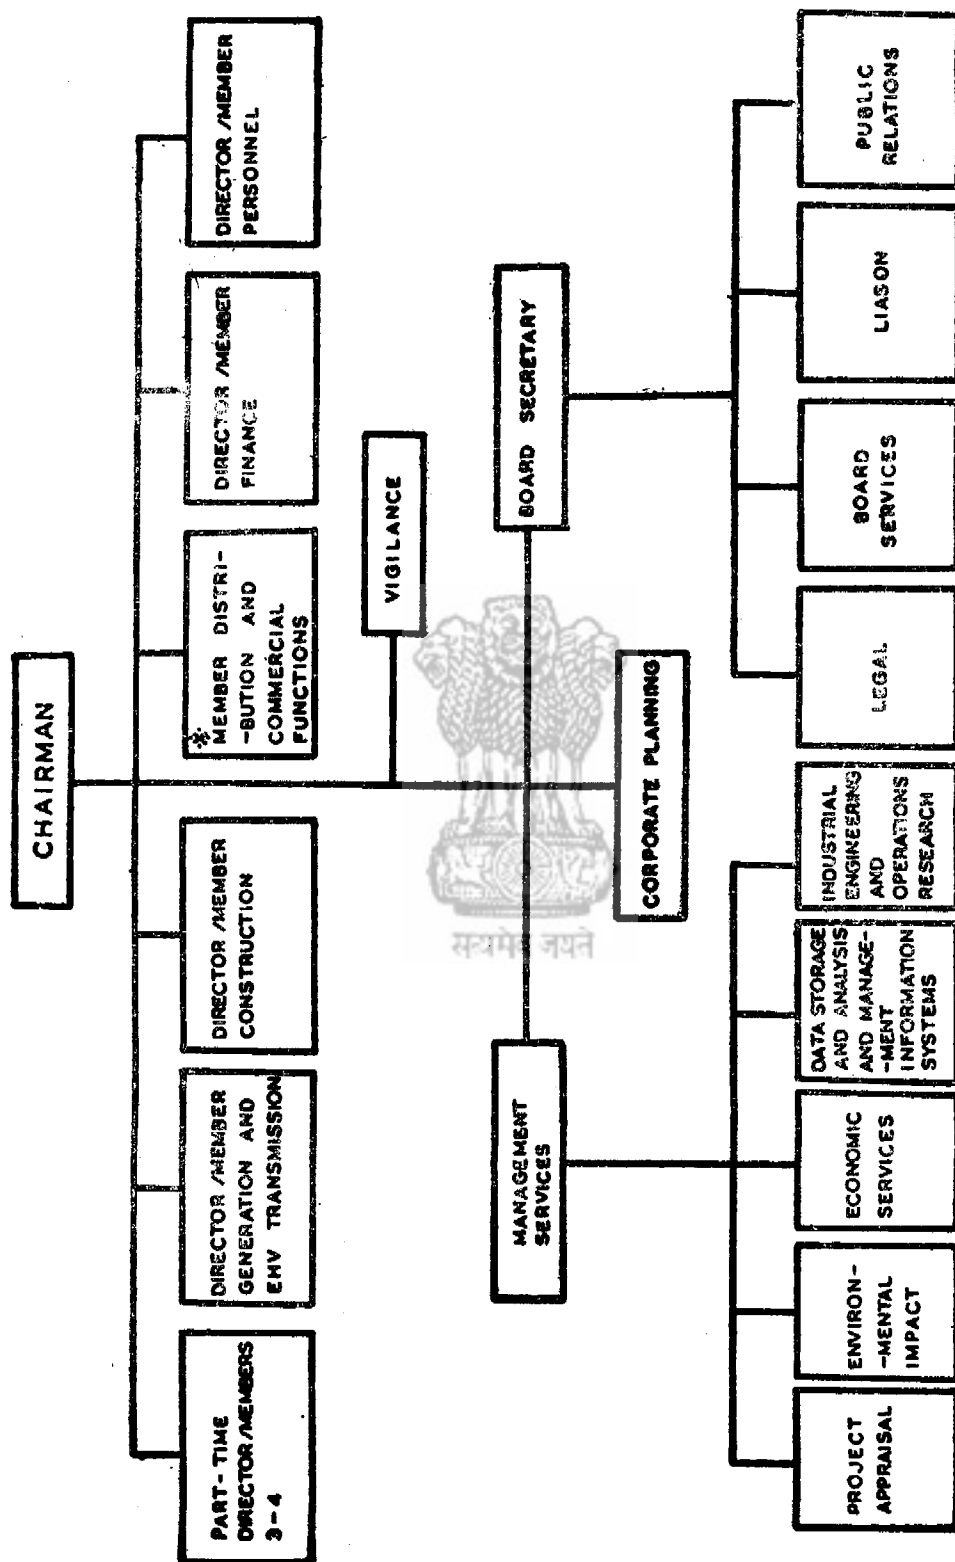 CHAIRMAN
PART-TIME
DIRECTOR/MEMBERS
3-4
DIRECTOR/MEMBER
GENERATION AND
EHV TRANSMISSION
DIRECTOR/MEMBER
CONSTRUCTION
*
MEMBER DISTRI-
-BUTION AND
COMMERCIAL
FUNCTIONS
DIRECTOR/MEMBER
FINANCE
DIRECTOR/MEMBER
PERSONNEL
VIGILANCE
MANAGEMENT
SERVICES
BOARD SECRETARY
CORPORATE PLANNING
सत्यमेव जयते
PROJECT
APPRAISAL
ENVIRON-
-MENTAL
IMPACT
ECONOMIC
SERVICES
DATA STORAGE
AND ANALYSIS
AND MANAGE-
-MENT
INFORMATION
SYSTEMS
INDUSTRIAL
ENGINEERING
AND
OPERATIONS
RESEARCH
LEGAL
BOARD
SERVICES
LIASON
PUBLIC
RELATIONS